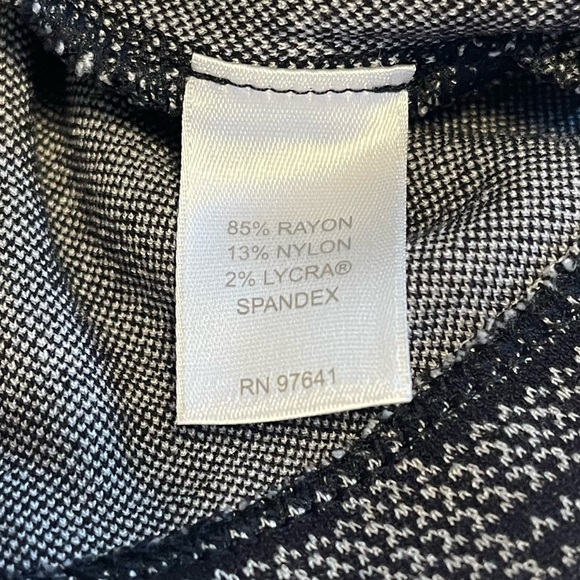 85% RAYON
13% NYLON
2% LYCRA®
SPANDEX
RN 97641